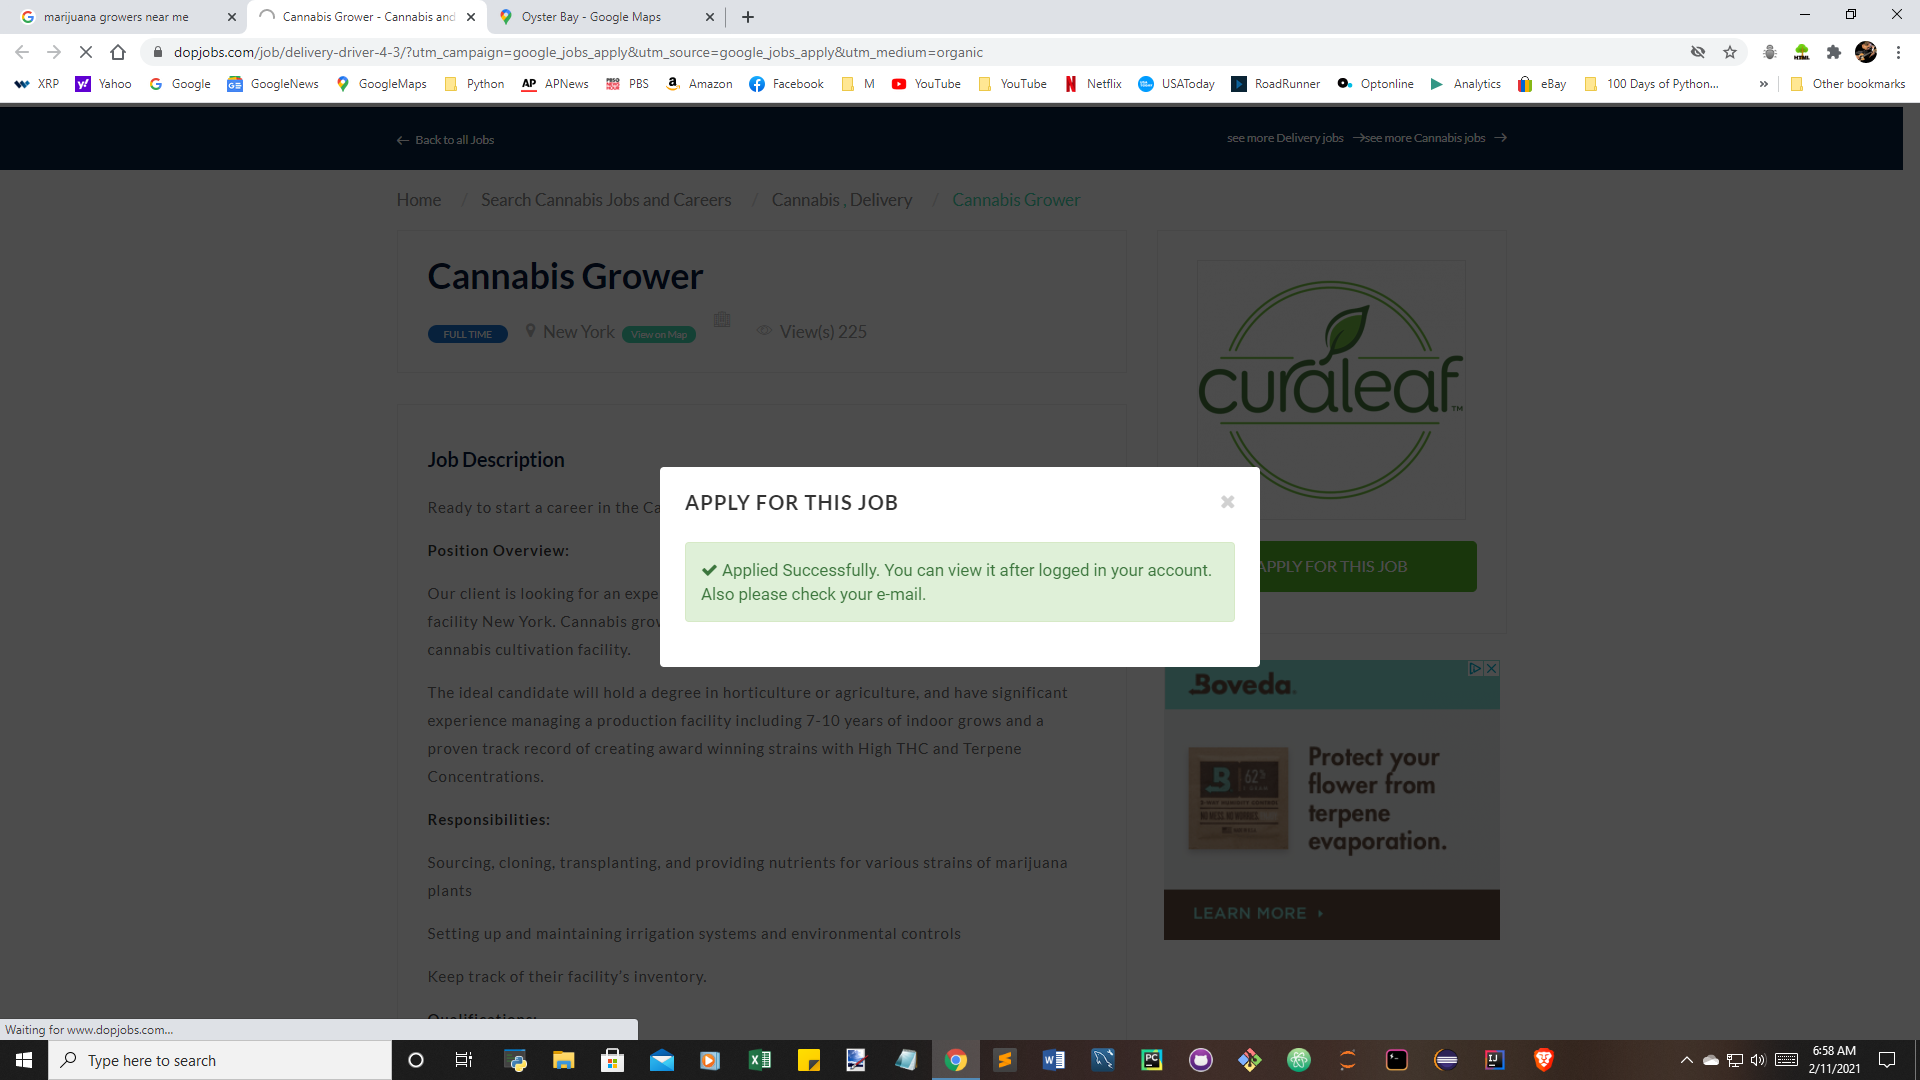 marijuana growers near me
Cannabis Grower - Cannabis and
Oyster Bay - Google Maps
dopjobs.com/job/delivery-driver-4-3/?utm_campaign=google_jobs_apply&utm_source=google_jobs_apply&utm_medium=organic
XRP Yahoo Google GoogleNews GoogleMaps Python AP APNews PBS Amazon Facebook M YouTube YouTube Netflix USAToday RoadRunner Optonline Analytics eBay 100 Days of Python... » Other bookmarks
Back to all Jobs
see more Delivery jobs
see more Cannabis jobs
Home / Search Cannabis Jobs and Careers / Cannabis , Delivery / Cannabis Grower
Cannabis Grower
FULL TIME New York View on Map View(s) 225
curaleaf™
Job Description
Ready to start a career in the Ca
Position Overview:
Our client is looking for an expe
facility New York. Cannabis grow
cannabis cultivation facility.
APPLY FOR THIS JOB
Applied Successfully. You can view it after logged in your account.
Also please check your e-mail.
APPLY FOR THIS JOB
The ideal candidate will hold a degree in horticulture or agriculture, and have significant
experience managing a production facility including 7-10 years of indoor grows and a
proven track record of creating award winning strains with High THC and Terpene
Concentrations.
Responsibilities:
Sourcing, cloning, transplanting, and providing nutrients for various strains of marijuana
plants
Setting up and maintaining irrigation systems and environmental controls
Keep track of their facility's inventory.
Qualifications:
Boveda.
B 62%
Protect your
flower from
terpene
evaporation.
LEARN MORE
Waiting for www.dopjobs.com...
Type here to search
6:58 AM
2/11/2021